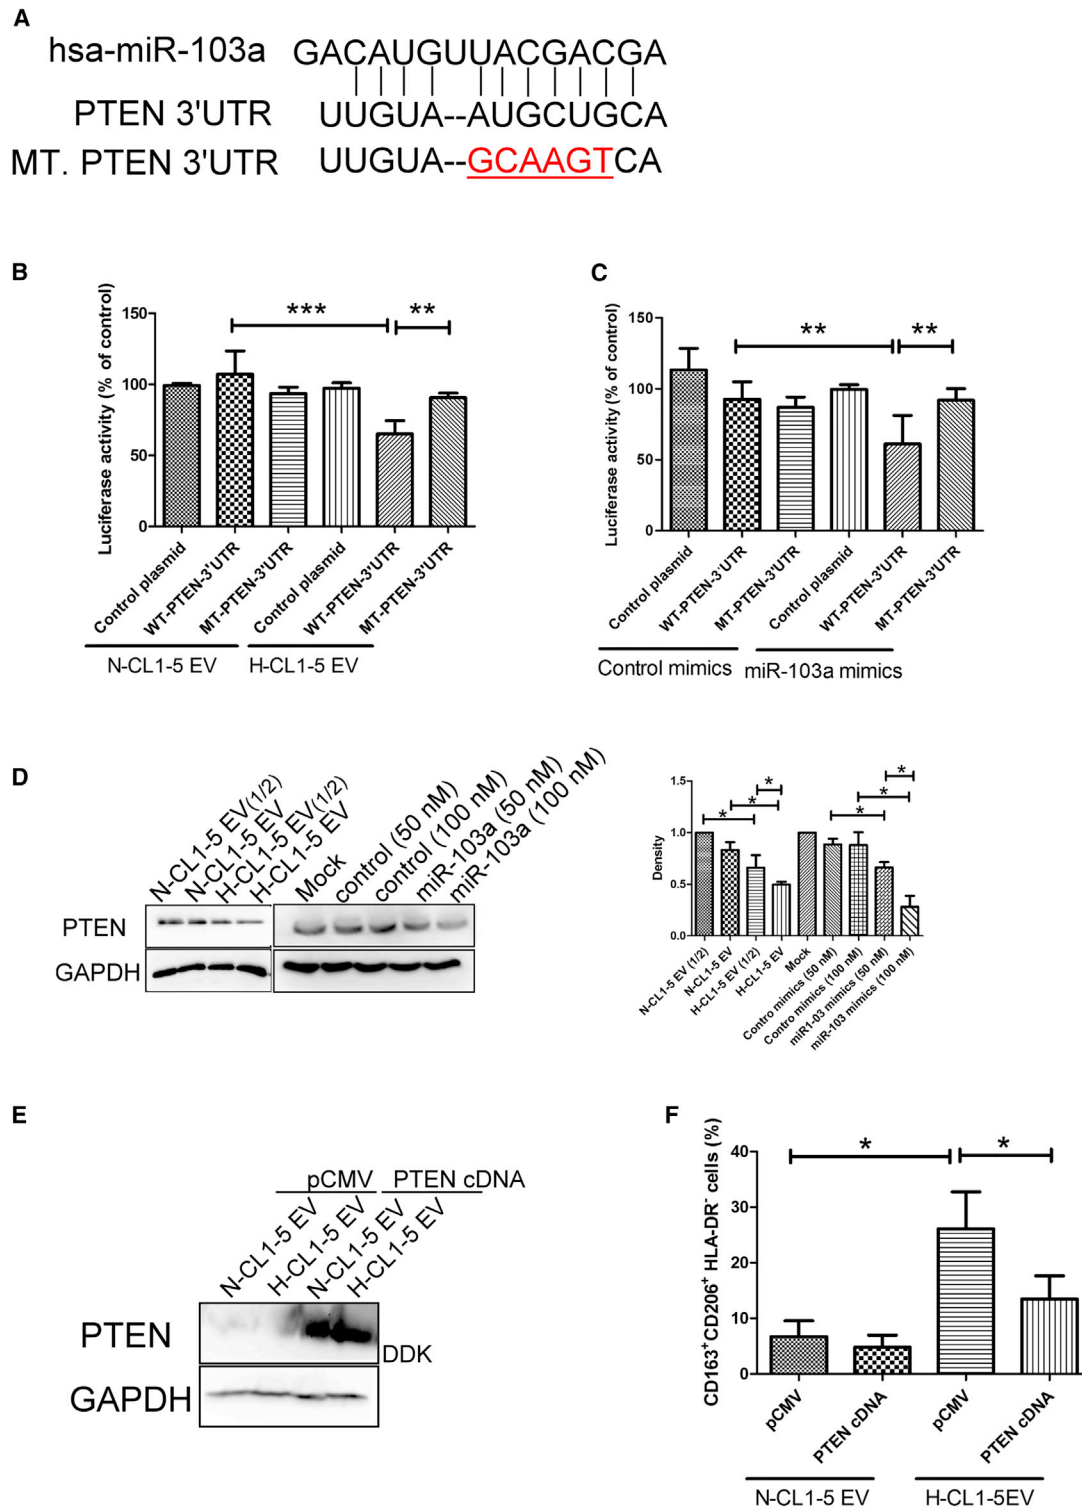 A
hsa-miR-103a GACAUGUUACGACGA
PTEN 3'UTR UUGUA--AUGCUGCA
MT. PTEN 3'UTR UUGUA--GCAAGTCA
B
Luciferase activity (% of control)
150
100
50
0
***
**
Control plasmid
WT-PTEN-3'UTR
MT-PTEN-3'UTR
Control plasmid
WT-PTEN-3'UTR
MT-PTEN-3'UTR
N-CL1-5 EV
H-CL1-5 EV
C
Luciferase activity (% of control)
150
100
50
0
**
**
Control plasmid
WT-PTEN-3'UTR
MT-PTEN-3'UTR
Control plasmid
WT-PTEN-3'UTR
MT-PTEN-3'UTR
Control mimics
miR-103a mimics
D
N-CL1-5 EV(1/2)
N-CL1-5 EV
H-CL1-5 EV(1/2)
H-CL1-5 EV
Mock
control (50 nM)
control (100 nM)
miR-103a (50 nM)
miR-103a (100 nM)
PTEN
GAPDH
Density
1.5
1.0
0.5
0.0
*
*
*
*
*
*
N-CL1-5 EV (1/2)
N-CL1-5 EV
H-CL1-5 EV (1/2)
H-CL1-5 EV
Mock
Contro mimics (50 nM)
Contro mimics (100 nM)
miR1-03 mimics (50 nM)
miR-103 mimics (100 nM)
E
pCMV
PTEN cDNA
N-CL1-5 EV
H-CL1-5 EV
N-CL1-5 EV
H-CL1-5 EV
PTEN
DDK
GAPDH
F
CD163+CD206+ HLA-DR- cells (%)
40
30
20
10
0
*
*
pCMV
PTEN cDNA
pCMV
PTEN cDNA
N-CL1-5 EV
H-CL1-5EV